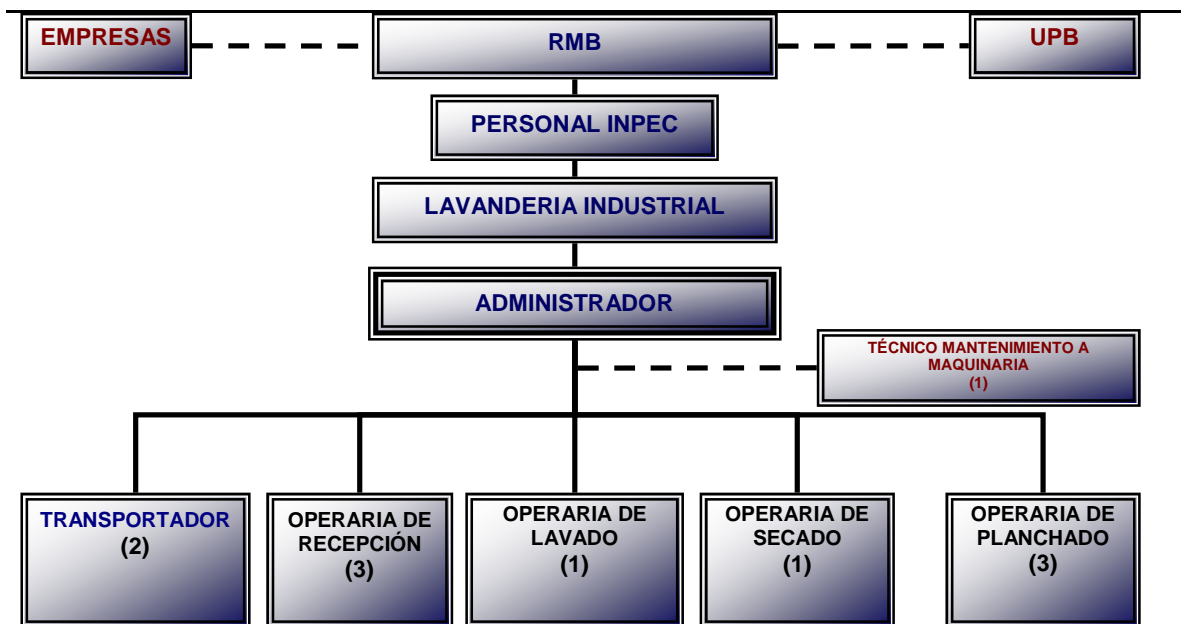 EMPRESAS
RMB
UPB
PERSONAL INPEC
LAVANDERIA INDUSTRIAL
ADMINISTRADOR
TÉCNICO MANTENIMIENTO A
MAQUINARIA
(1)
TRANSPORTADOR
(2)
OPERARIA DE
RECEPCIÓN
(3)
OPERARIA DE
LAVADO
(1)
OPERARIA DE
SECADO
(1)
OPERARIA DE
PLANCHADO
(3)